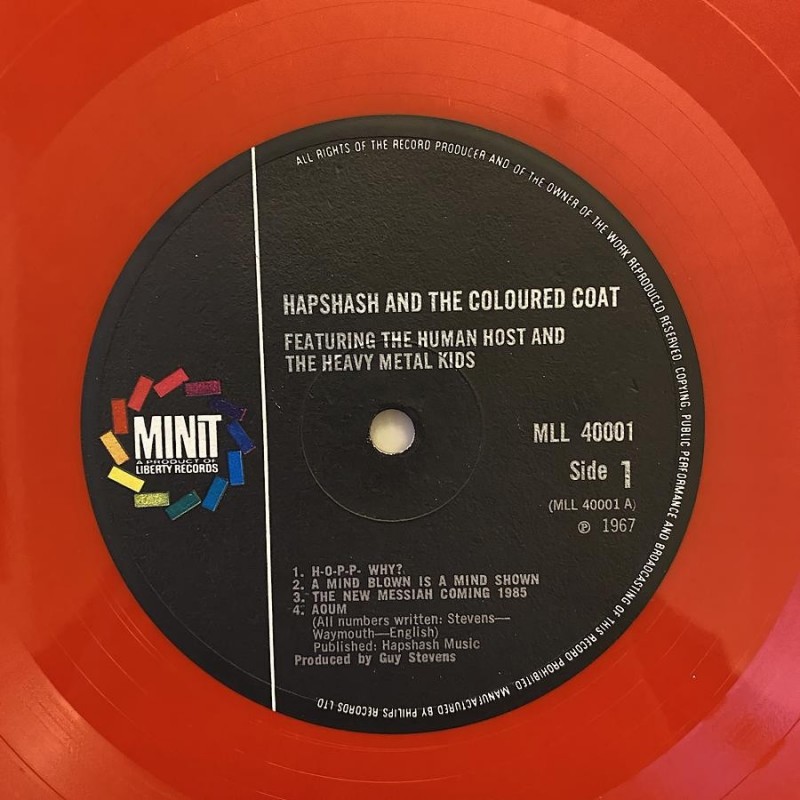 ALL RIGHTS OF THE RECORD PRODUCER AND OF THE OWNER OF THE WORK REPRODUCED RESERVED. COPYING, PUBLIC PERFORMANCE AND BROADCASTING OF THIS RECORD PROHIBITED. MANUFACTURED BY PHILIPS RECORDS LTD.
HAPSHASH AND THE COLOURED COAT
FEATURING THE HUMAN HOST AND
THE HEAVY METAL KIDS
MINIT
A PRODUCT OF
LIBERTY RECORDS
MLL 40001
Side 1
(MLL 40001 A)
℗ 1967
1. H-O-P-P- WHY?
2. A MIND BLOWN IS A MIND SHOWN
3. THE NEW MESSIAH COMING 1985
4. AOUM
(All numbers written: Stevens—
Waymouth—English)
Published: Hapshash Music
Produced by Guy Stevens